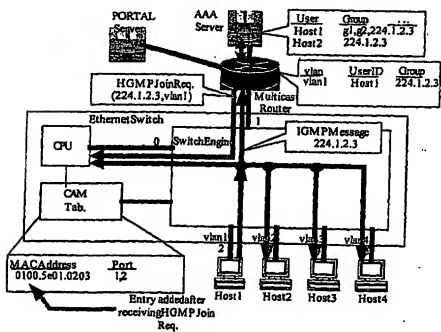 PORTAL
Server
AAA
Server
User Group ...
Host1 g1,g2,224.1.2.3
Host2 224.1.2.3
HGMPJoinReq.
(224.1.2.3,vlan1)
Multicast
Router
vlan UserID Group
vlan1 Host1 224.1.2.3
EthernetSwitch
1
CPU
0
SwitchEngin
IGMPMessage
224.1.2.3
CAM
Tab.
vlan1
2
Host1
Host2
Host3
Host4
MACAddress Port
0100.5e01.0203 1,2
Entry addedafter
receivingHGMPJoin
Req.